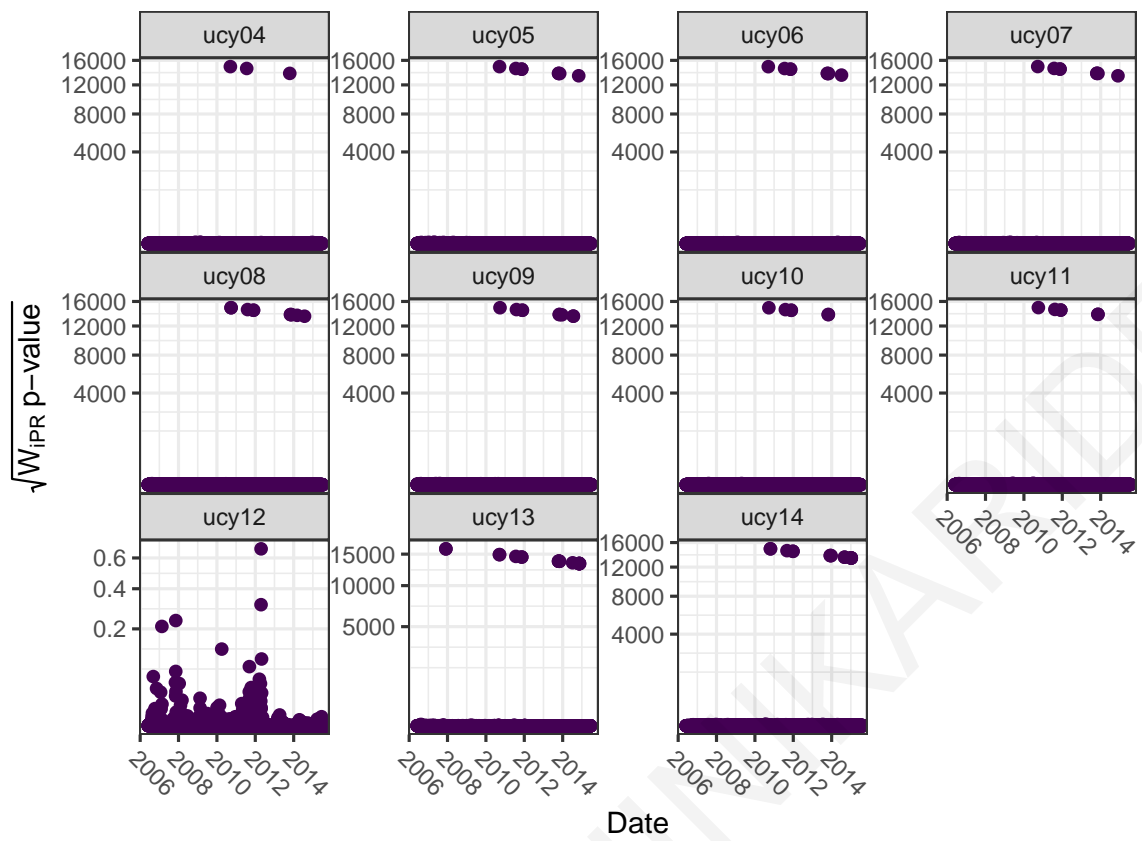 ucy04 ucy05 ucy06 ucy07
16000 16000 16000 16000
12000 12000 12000 12000
8000 8000 8000 8000
4000 4000 4000 4000
ucy08 ucy09 ucy10 ucy11
16000 16000 16000 16000
12000 12000 12000 12000
8000 8000 8000 8000
4000 4000 4000 4000
√W_iPR p−value
2006 2008 2010 2012 2014
ucy12 ucy13 ucy14
0.6 15000 16000
0.4 10000 12000
0.2 5000 8000
4000
2006 2008 2010 2012 2014 2006 2008 2010 2012 2014 2006 2008 2010 2012 2014
Date